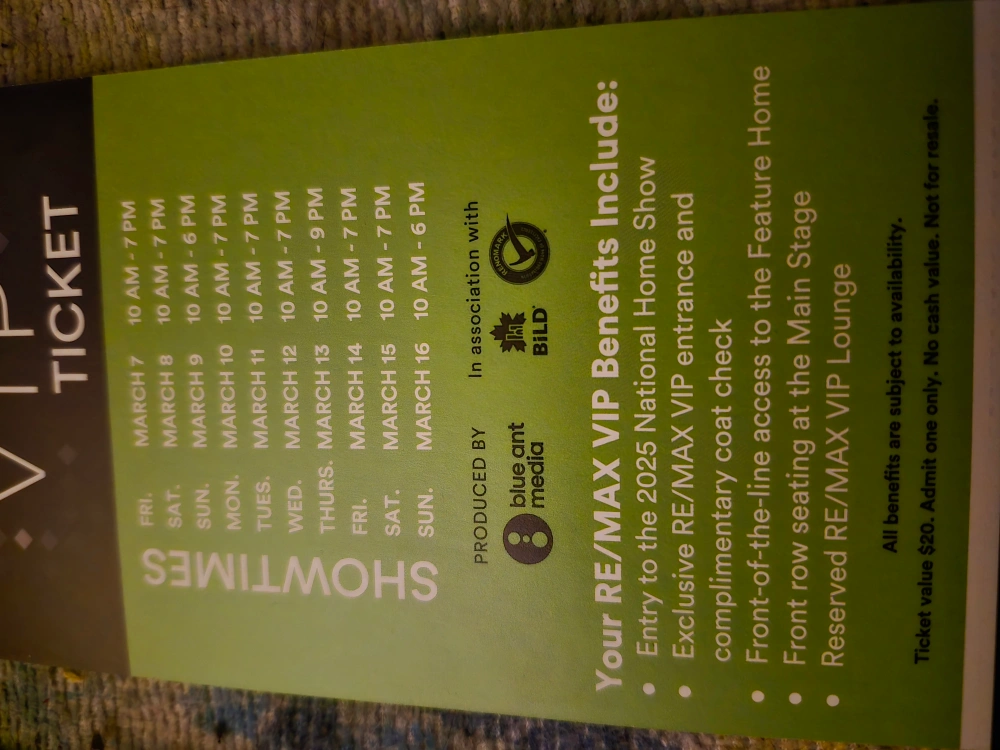 VIP
TICKET
SHOWTIMES
FRI. MARCH 7 10 AM - 7 PM
SAT. MARCH 8 10 AM - 7 PM
SUN. MARCH 9 10 AM - 6 PM
MON. MARCH 10 10 AM - 7 PM
TUES. MARCH 11 10 AM - 7 PM
WED. MARCH 12 10 AM - 7 PM
THURS. MARCH 13 10 AM - 9 PM
FRI. MARCH 14 10 AM - 7 PM
SAT. MARCH 15 10 AM - 7 PM
SUN. MARCH 16 10 AM - 6 PM
PRODUCED BY
blue ant
media
In association with
BiLD
RENOMARK
Your RE/MAX VIP Benefits Include:
• Entry to the 2025 National Home Show
• Exclusive RE/MAX VIP entrance and
complimentary coat check
• Front-of-the-line access to the Feature Home
• Front row seating at the Main Stage
• Reserved RE/MAX VIP Lounge
All benefits are subject to availability.
Ticket value $20. Admit one only. No cash value. Not for resale.